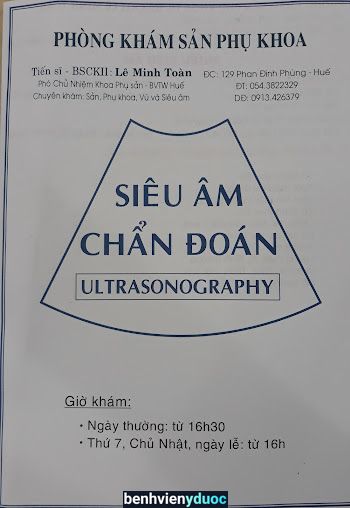 PHÒNG KHÁM SẢN PHỤ KHOA
Tiến sĩ - BSCKII: Lê Minh Toàn
Phó Chủ Nhiệm Khoa Phụ sản - BVTW Huế
Chuyên khám: Sản, Phụ khoa, Vú và Siêu âm
ĐC: 129 Phan Đình Phùng - Huế
ĐT: 054.3822329
DĐ: 0913.426379
SIÊU ÂM
CHẨN ĐOÁN
ULTRASONOGRAPHY
Giờ khám:
• Ngày thường: từ 16h30
• Thứ 7, Chủ Nhật, ngày lễ: từ 16h
benhvienyduoc